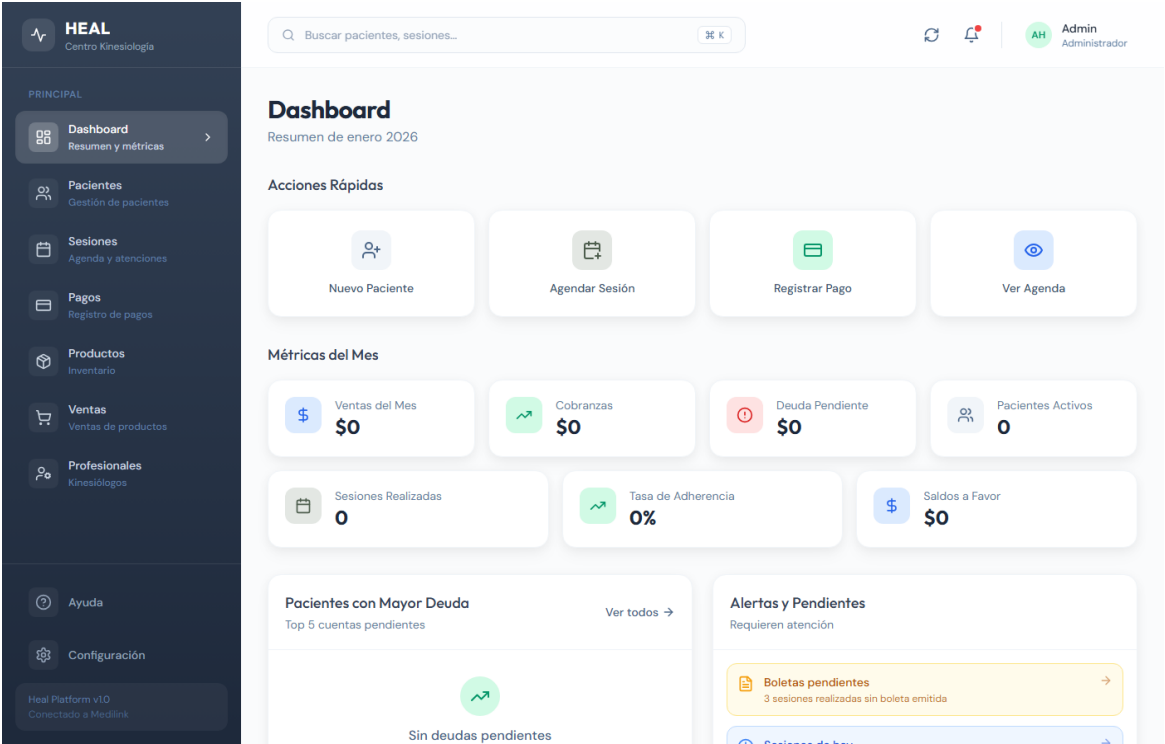 HEAL
Centro Kinesiología
PRINCIPAL
Dashboard
Resumen y métricas
Pacientes
Gestión de pacientes
Sesiones
Agenda y atenciones
Pagos
Registro de pagos
Productos
Inventario
Ventas
Ventas de productos
Profesionales
Kinesiólogos
Ayuda
Configuración
Heal Platform v1.0
Conectado a Medilink
Buscar pacientes, sesiones...
⌘ K
AH
Admin
Administrador
Dashboard
Resumen de enero 2026
Acciones Rápidas
Nuevo Paciente
Agendar Sesión
Registrar Pago
Ver Agenda
Métricas del Mes
Ventas del Mes
$0
Cobranzas
$0
Deuda Pendiente
$0
Pacientes Activos
0
Sesiones Realizadas
0
Tasa de Adherencia
0%
Saldos a Favor
$0
Pacientes con Mayor Deuda
Top 5 cuentas pendientes
Ver todos →
Sin deudas pendientes
Alertas y Pendientes
Requieren atención
Boletas pendientes
3 sesiones realizadas sin boleta emitida
Sesiones de hoy